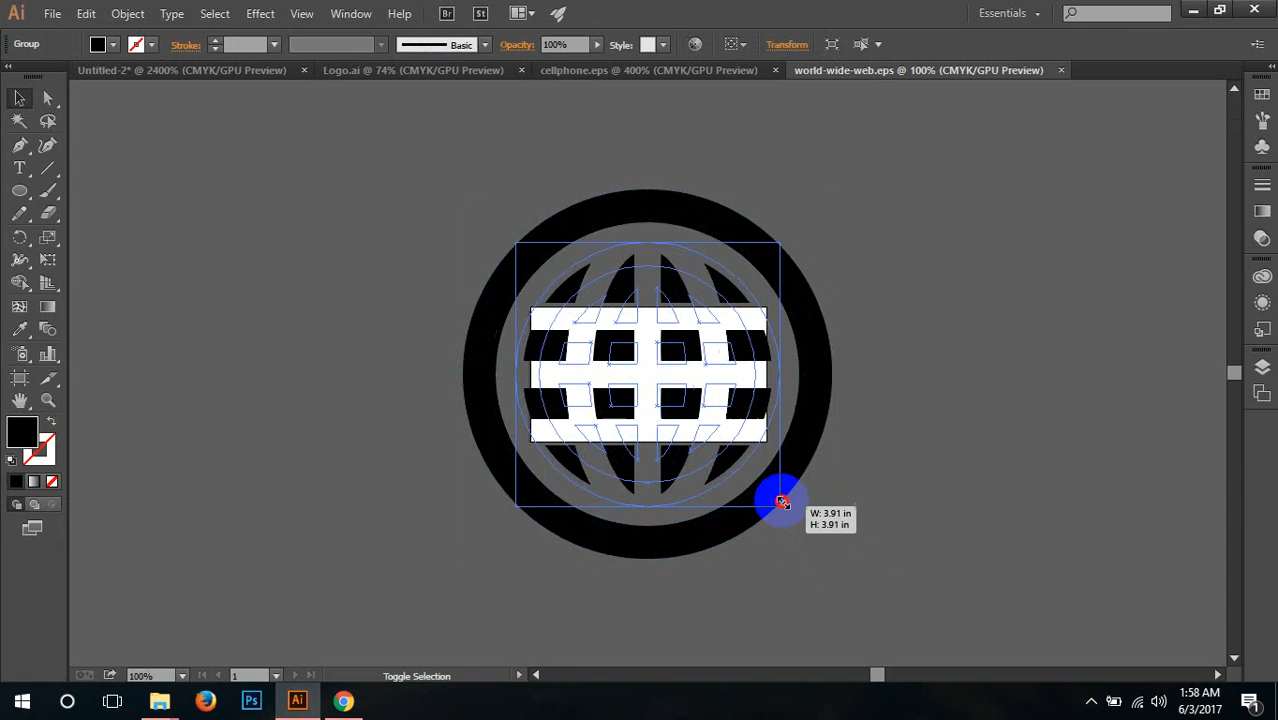 Ai File Edit Object Type Select Effect View Window Help Br St Essentials
Group Stroke: Basic Opacity: 100% Style: Transform
Untitled-2* @ 2400% (CMYK/GPU Preview) × Logo.ai @ 74% (CMYK/GPU Preview) × cellphone.eps @ 400% (CMYK/GPU Preview) × world-wide-web.eps @ 100% (CMYK/GPU Preview) ×
W: 3.91 in
H: 3.91 in
100% 1 Toggle Selection
Ps Ai 1:58 AM
6/3/2017 1